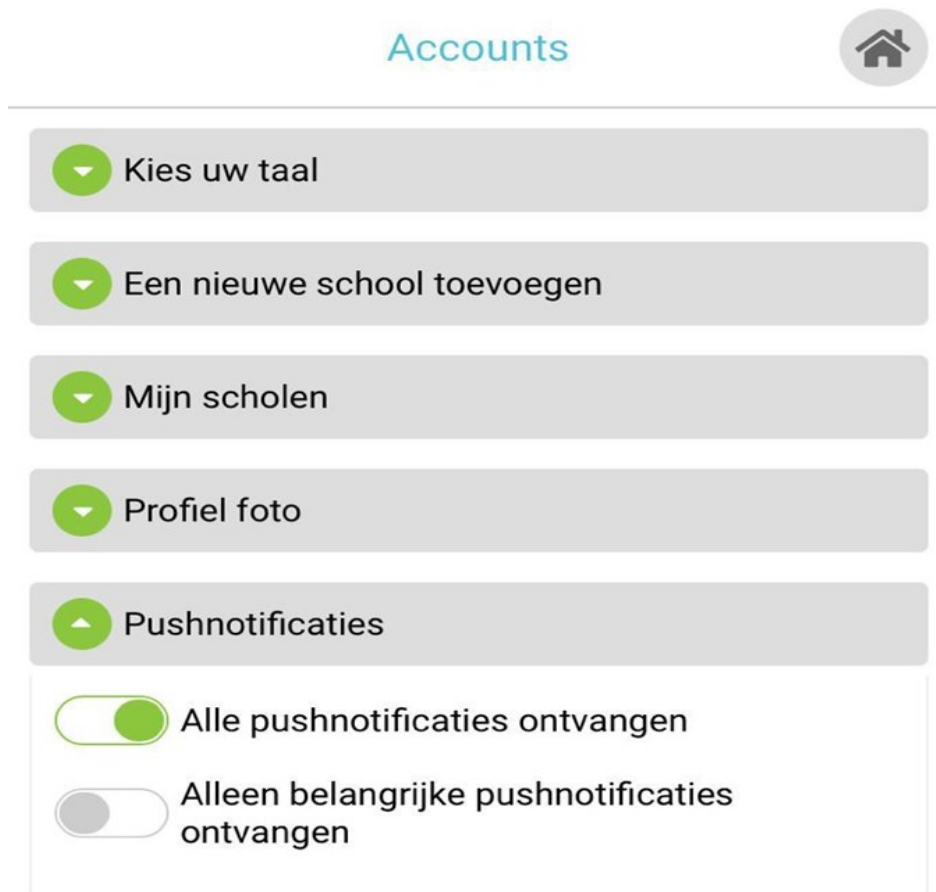 Accounts
Kies uw taal
Een nieuwe school toevoegen
Mijn scholen
Profiel foto
Pushnotificaties
Alle pushnotificaties ontvangen
Alleen belangrijke pushnotificaties
ontvangen